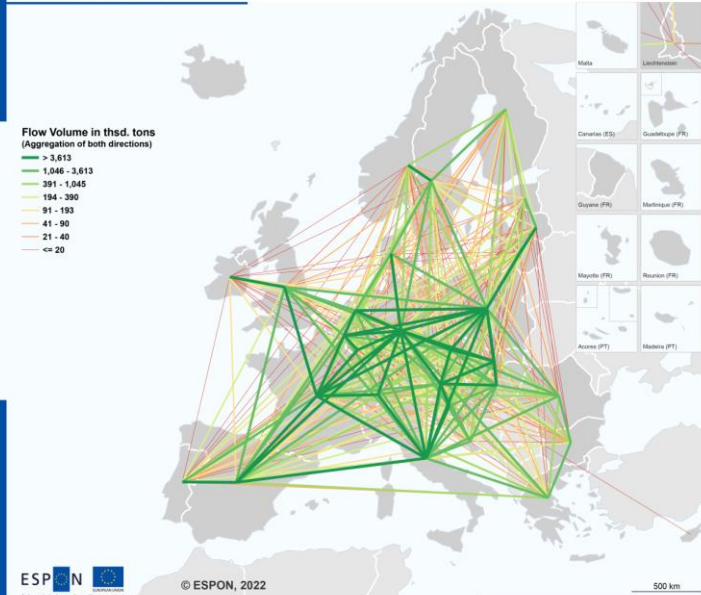 Flow Volume in thsd. tons
(Aggregation of both directions)
> 3,613
1,046 - 3,613
391 - 1,045
194 - 390
91 - 193
41 - 90
21 - 40
<= 20
Malta
Liechtenstein
Canarias (ES)
Guadeloupe (FR)
Guyane (FR)
Martinique (FR)
Mayotte (FR)
Reunion (FR)
Acores (PT)
Madeira (PT)
ESPON
EUROPEAN UNION
© ESPON, 2022
500 km